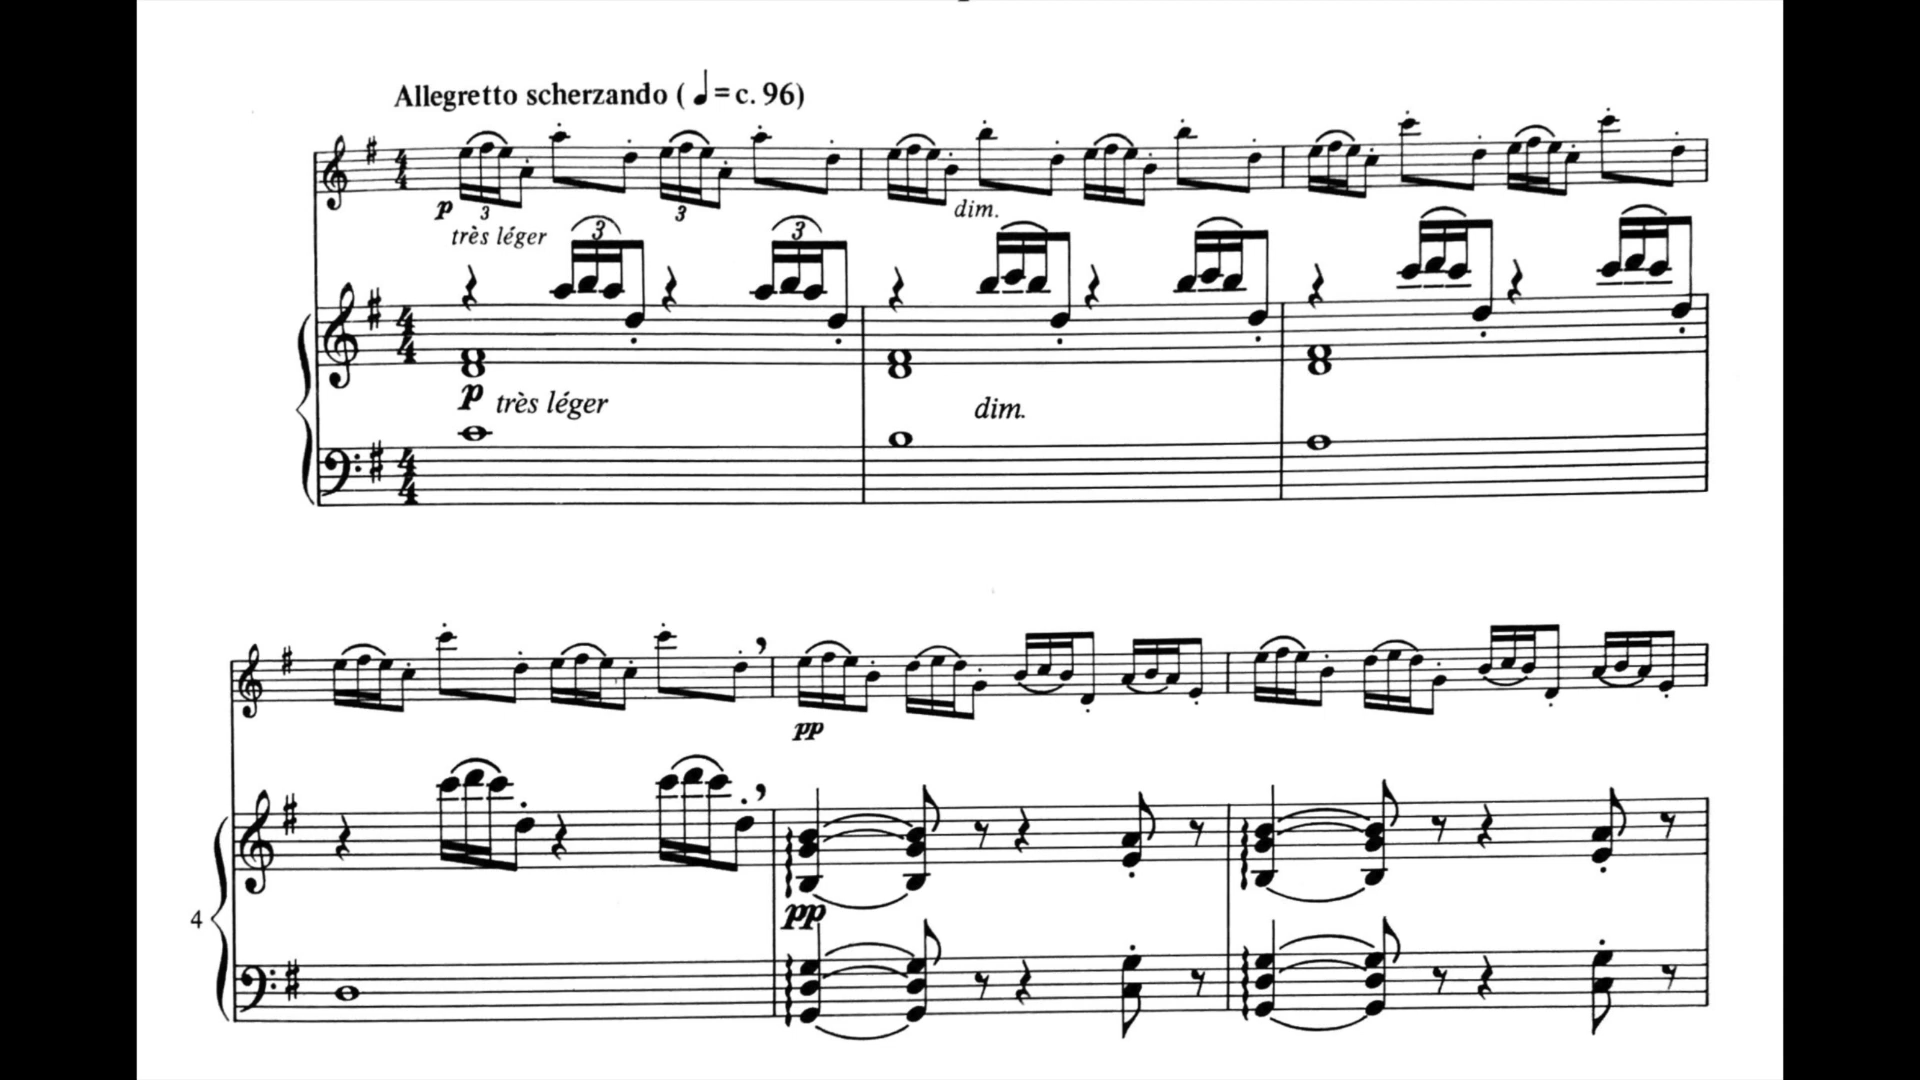 Allegretto scherzando (♩=c. 96)
p 3 3 dim.
très léger
3 3
p très léger dim.
pp
pp
4